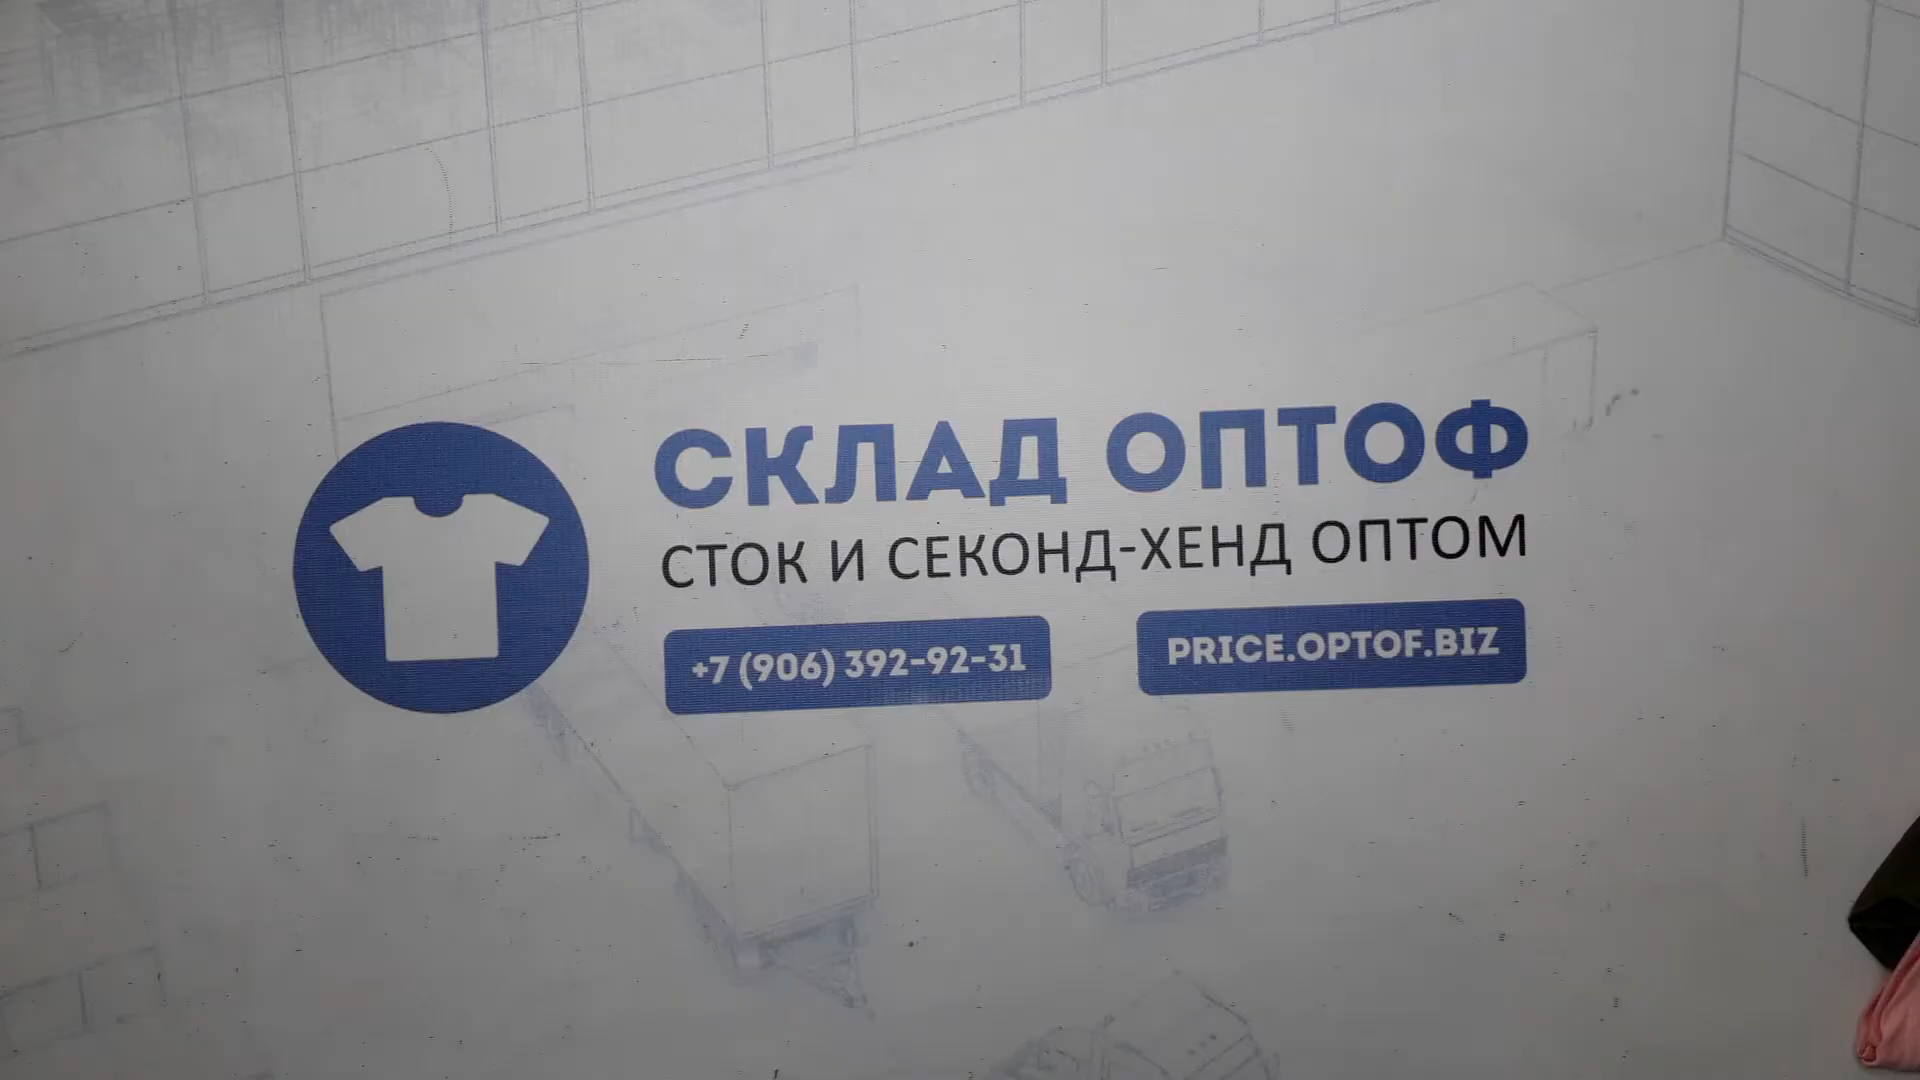 СКЛАД ОПТОФ
СТОК И СЕКОНД-ХЕНД ОПТОМ
+7 (906) 392-92-31
PRICE.OPTOF.BIZ